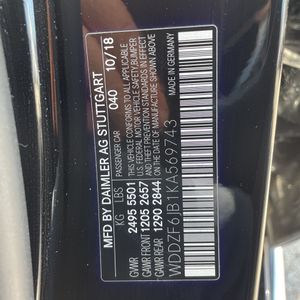 MFD BY DAIMLER AG STUTTGART
PASSENGER CAR 040 10/18
KG LBS
GVWR 2495 5501
GAWR FRONT 1205 2657
GAWR REAR 1290 2844
THIS VEHICLE CONFORMS TO ALL APPLICABLE
U.S. FEDERAL MOTOR VEHICLE SAFETY, BUMPER
AND THEFT PREVENTION STANDARDS IN EFFECT
ON THE DATE OF MANUFACTURE SHOWN ABOVE.
MADE IN GERMANY
WDDZF6JB1KA569743